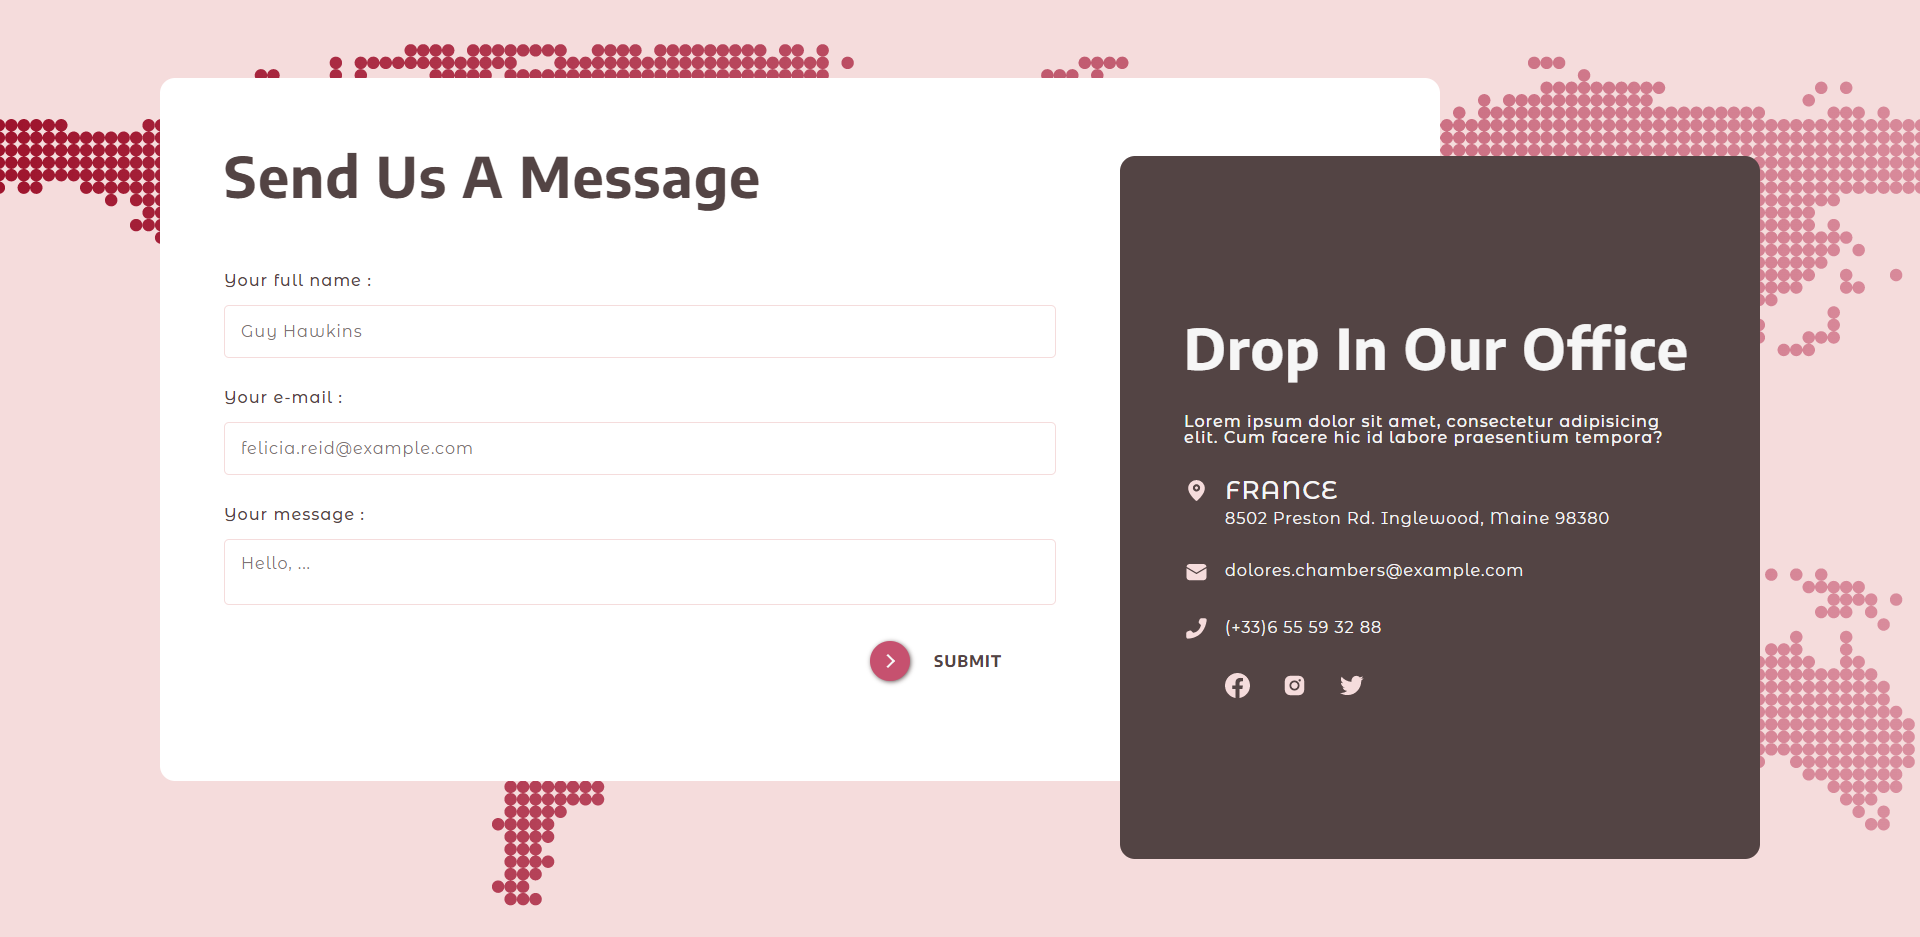 Send Us A Message
Your full name :
Guy Hawkins
Your e-mail :
felicia.reid@example.com
Your message :
Hello, ...
SUBMIT
Drop In Our Office
Lorem ipsum dolor sit amet, consectetur adipisicing
elit. Cum facere hic id labore praesentium tempora?
FRANCE
8502 Preston Rd. Inglewood, Maine 98380
dolores.chambers@example.com
(+33)6 55 59 32 88